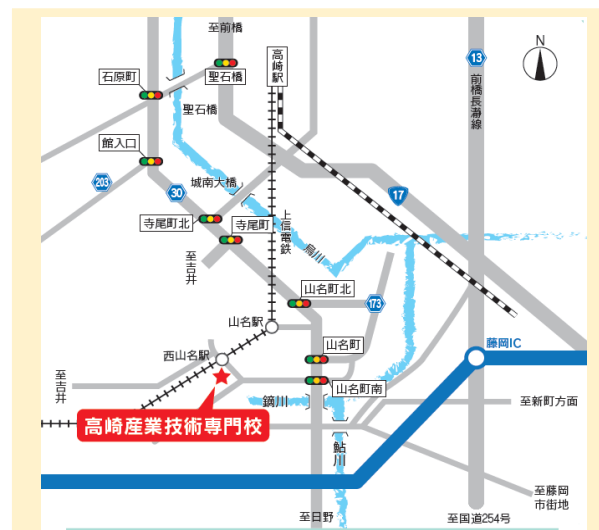 至前橋
N
高崎駅
13
石原町
聖石橋
前橋長瀞線
聖石橋
館入口
203
城南大橋
30
17
寺尾町北
寺尾町
上信電鉄
烏川
至吉井
山名町北
173
山名駅
藤岡IC
山名町
西山名駅
至吉井
山名町南
鏑川
至新町方面
高崎産業技術専門校
鮎川
至藤岡
市街地
至日野
至国道254号